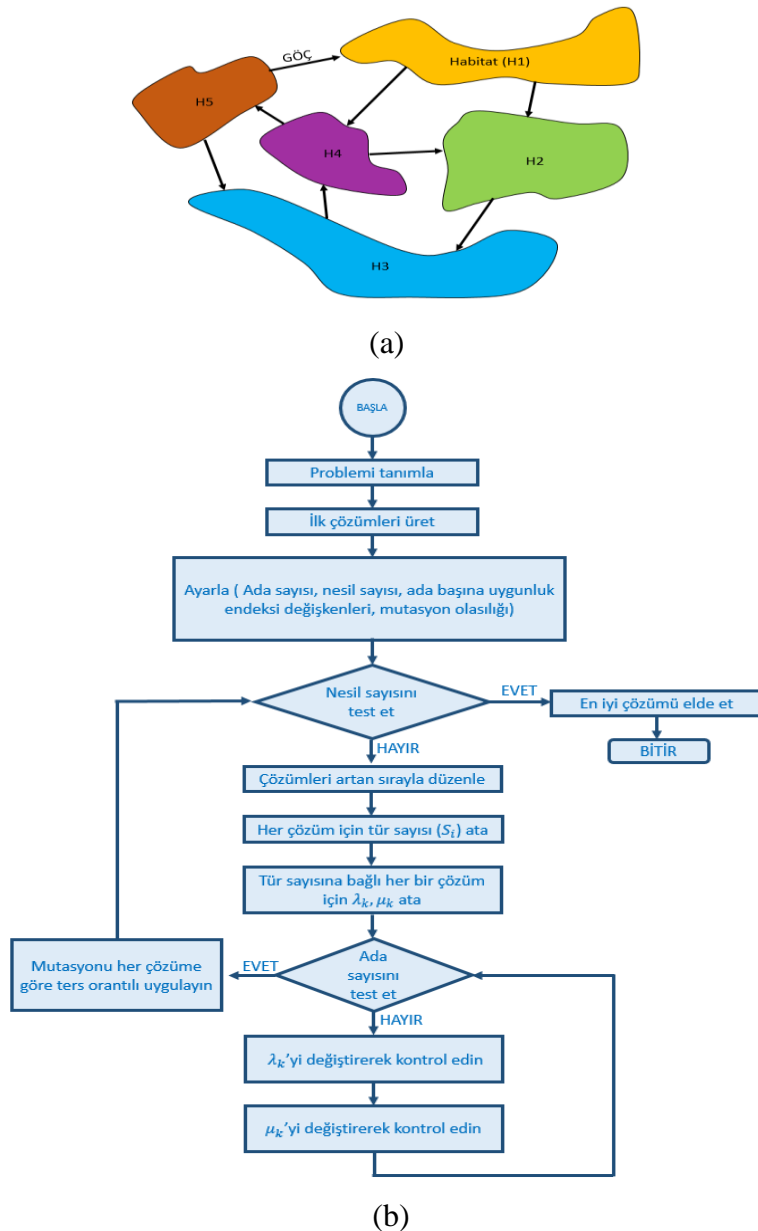 GÖÇ
Habitat (H1)
H5
H4
H2
H3
(a)
BAŞLA
Problemi tanımla
İlk çözümleri üret
Ayarla ( Ada sayısı, nesil sayısı, ada başına uygunluk
endeksi değişkenleri, mutasyon olasılığı)
Nesil sayısını
test et
EVET
En iyi çözümü elde et
BİTİR
HAYIR
Çözümleri artan sırayla düzenle
Her çözüm için tür sayısı (Sᵢ) ata
Tür sayısına bağlı her bir çözüm
için λₖ, μₖ ata
Ada
sayısını
test et
EVET
Mutasyonu her çözüme
göre ters orantılı uygulayın
HAYIR
λₖ’yi değiştirerek kontrol edin
μₖ’yi değiştirerek kontrol edin
(b)